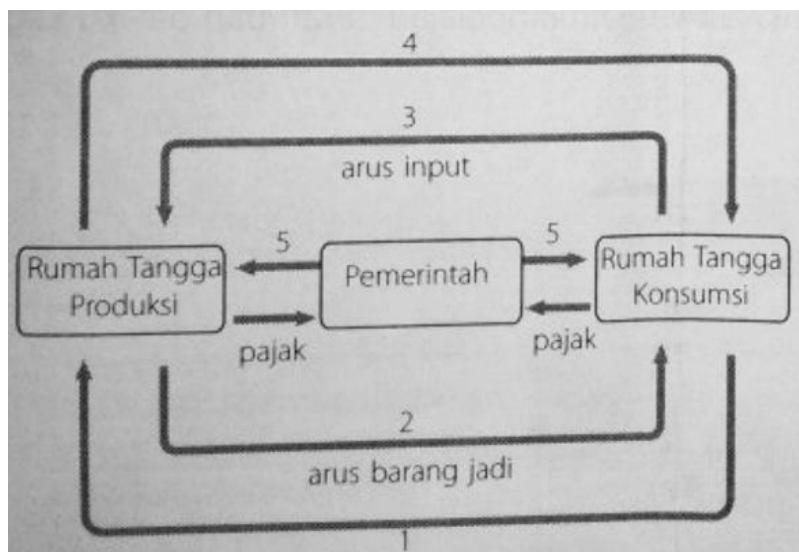 4
3
arus input
5
5
Rumah Tangga
Produksi
Pemerintah
Rumah Tangga
Konsumsi
pajak
pajak
2
arus barang jadi
1